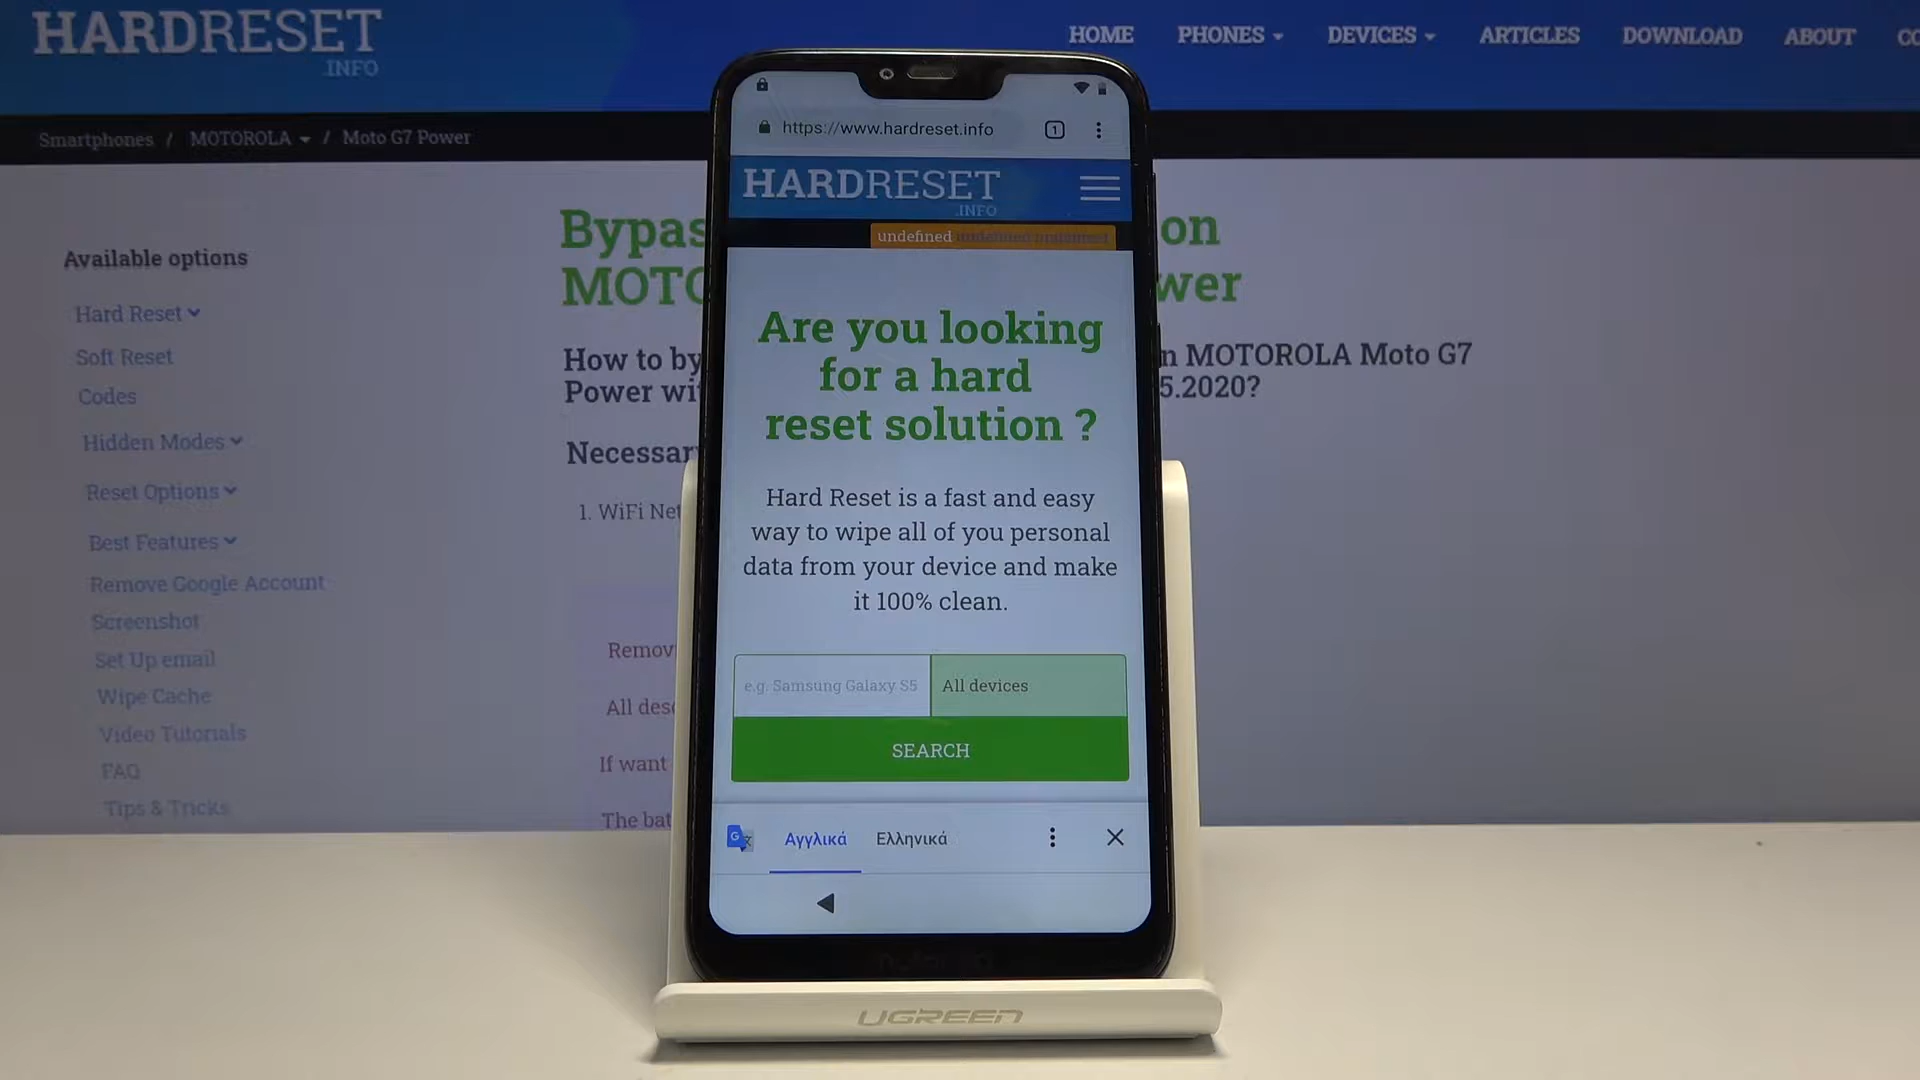 HARDRESET
.INFO
HOME PHONES DEVICES ARTICLES DOWNLOAD ABOUT
Smartphones / MOTOROLA / Moto G7 Power
Available options
Hard Reset
Soft Reset
Codes
Hidden Modes
Reset Options
Best Features
Remove Google Account
Screenshot
Set Up email
Wipe Cache
Video Tutorials
FAQ
Tips & Tricks
Bypas on
MOTO wer
How to by n MOTOROLA Moto G7
Power wi 5.2020?
Necessar
1. WiFi Net
Remov
All des
If want
The bat
https://www.hardreset.info 1
HARDRESET
.INFO
undefined undefined
Are you looking
for a hard
reset solution ?
Hard Reset is a fast and easy
way to wipe all of you personal
data from your device and make
it 100% clean.
e.g. Samsung Galaxy S5 All devices
SEARCH
G Αγγλικά Ελληνικά
UGREEN